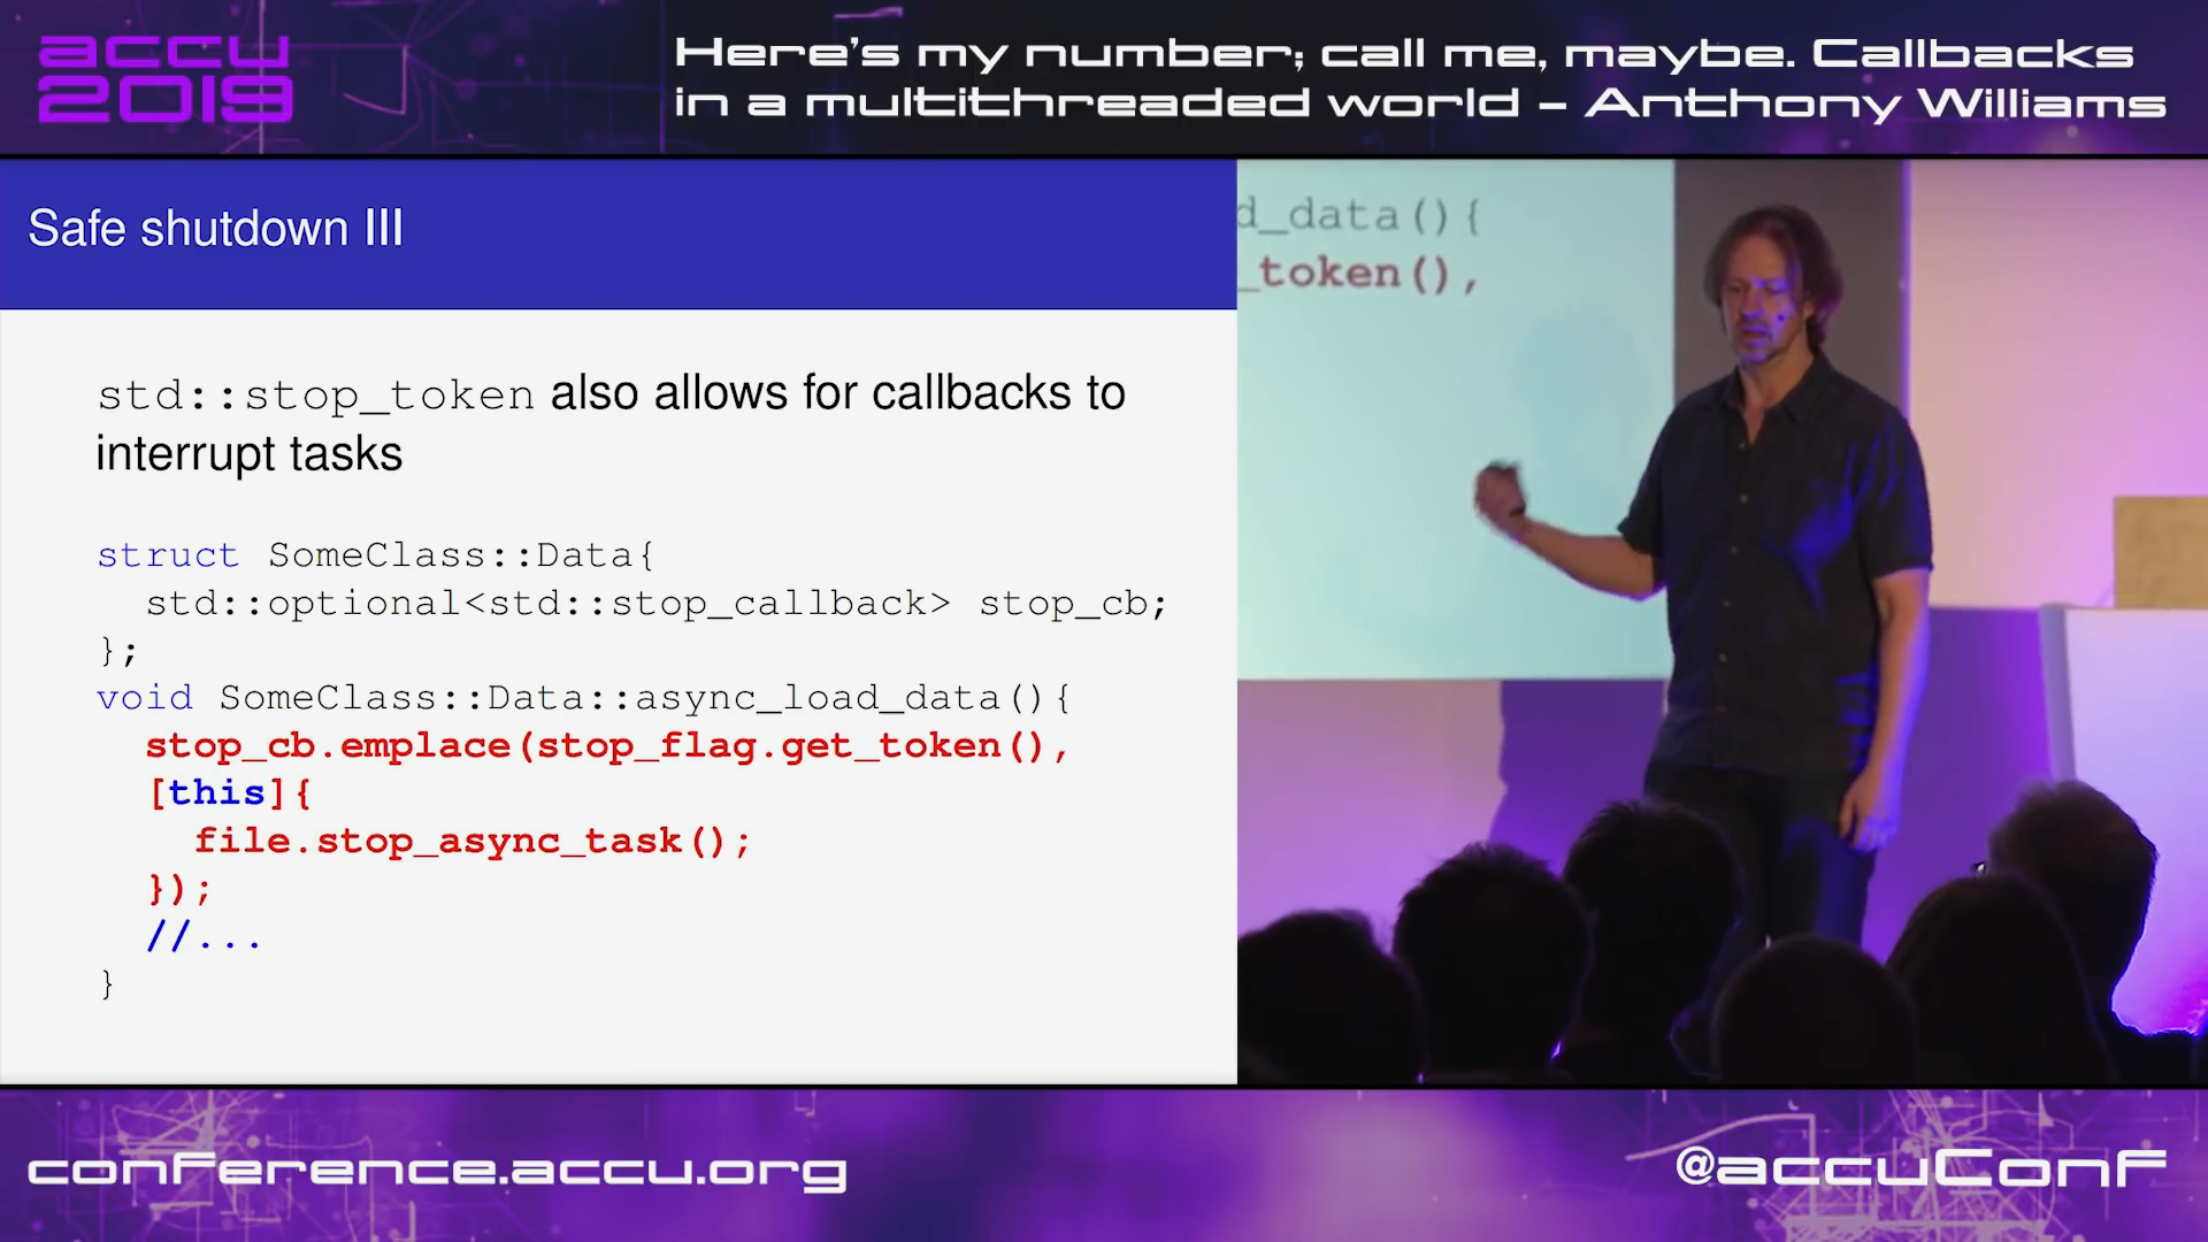 accu
2019
Here's my number; call me, maybe. Callbacks
in a multithreaded world – Anthony Williams
Safe shutdown III
std::stop_token also allows for callbacks to
interrupt tasks
struct SomeClass::Data{
  std::optional<std::stop_callback> stop_cb;
};
void SomeClass::Data::async_load_data(){
  stop_cb.emplace(stop_flag.get_token(),
  [this]{
    file.stop_async_task();
  });
  //...
}
d_data(){
_token(),
conference.accu.org
@accuConf